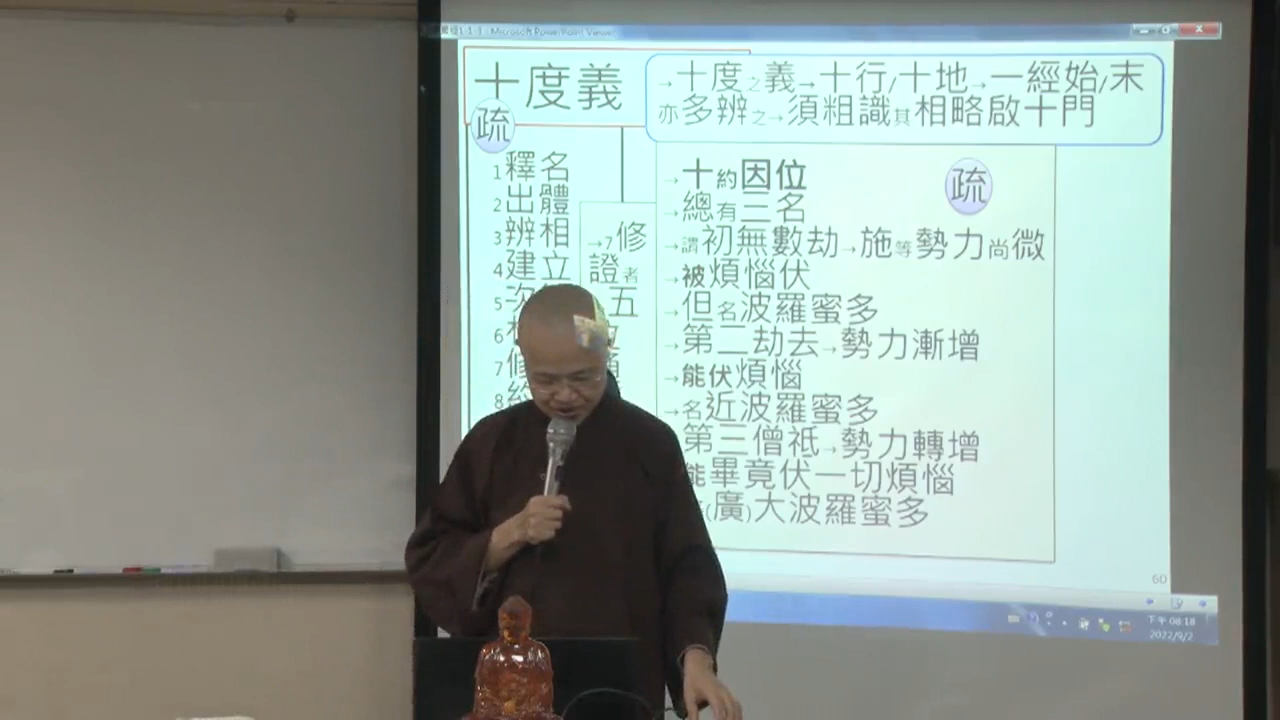 Microsoft PowerPoint Viewer
十度義
疏
→十度之義→十行/十地→一經始/末
亦多辨之→須粗識其相略啟十門
1釋名
2出體
3辨相
4建立
5次
6
7修
8
→7修
證者
五
→十約因位
疏
→總有三名
→謂初無數劫→施等勢力尚微
→被煩惱伏
→但名波羅蜜多
→第二劫去→勢力漸增
→能伏煩惱
→名近波羅蜜多
第三僧祇→勢力轉增
能畢竟伏一切煩惱
(廣)大波羅蜜多
60
下午 08:18
2022/9/2